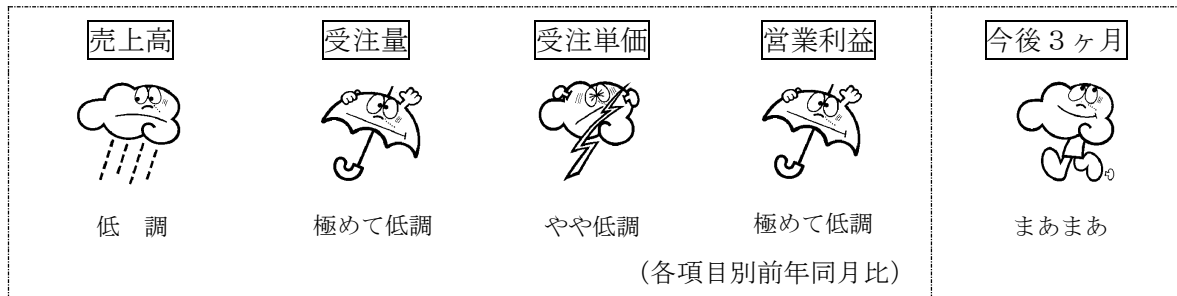 売上高 受注量 受注単価 営業利益 今後３ヶ月
低　調 極めて低調 やや低調 極めて低調 まあまあ
（各項目別前年同月比）